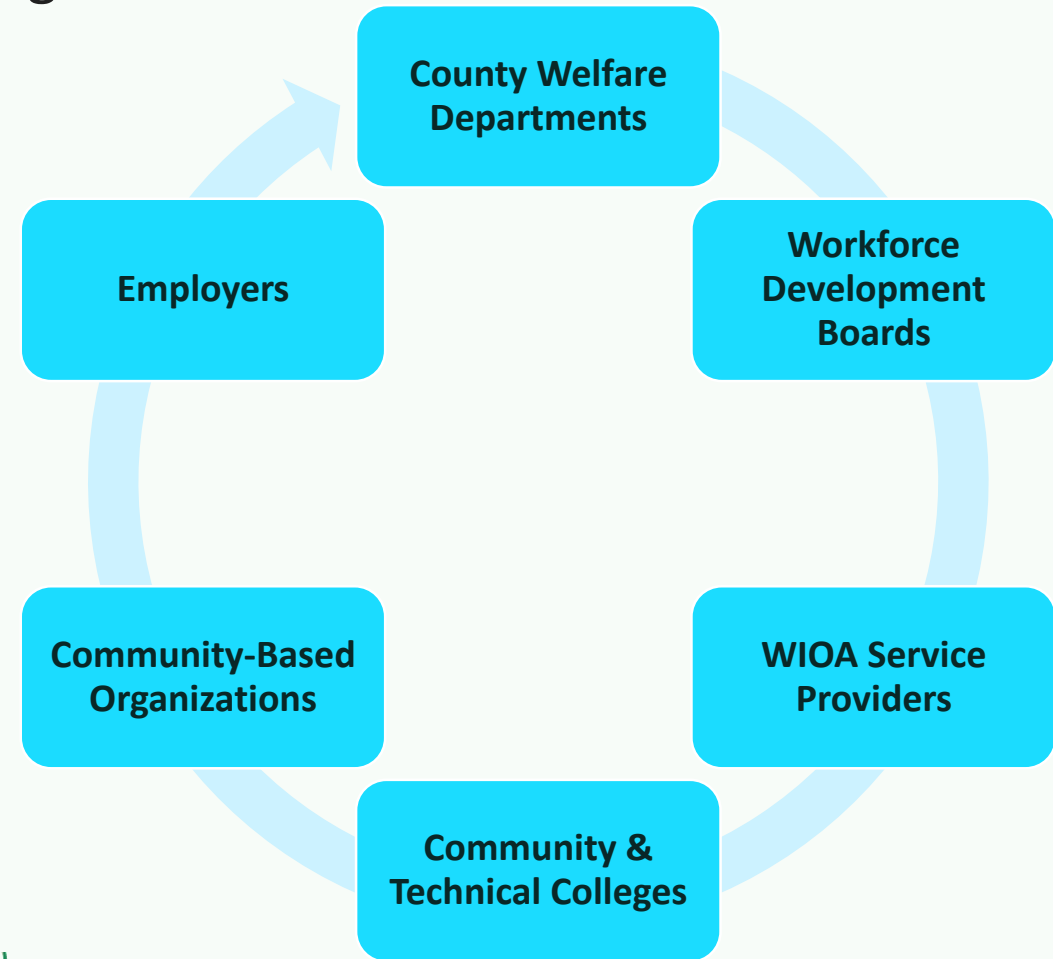 County Welfare
Departments
Workforce
Development
Boards
WIOA Service
Providers
Community &
Technical Colleges
Community-Based
Organizations
Employers